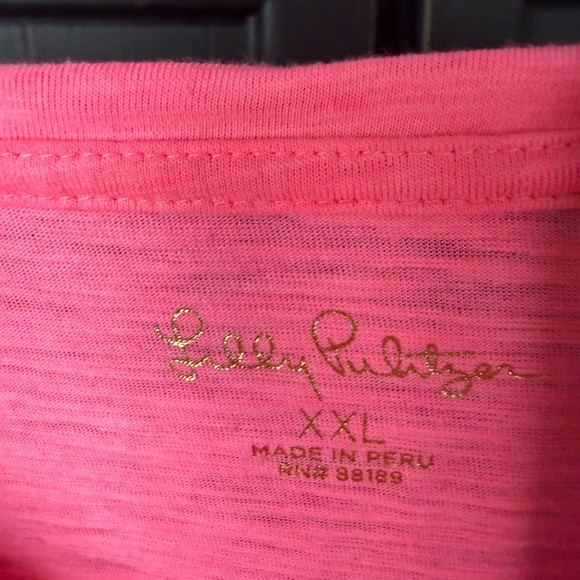 Lilly Pulitzer
XXL
MADE IN PERU
RN# 88189